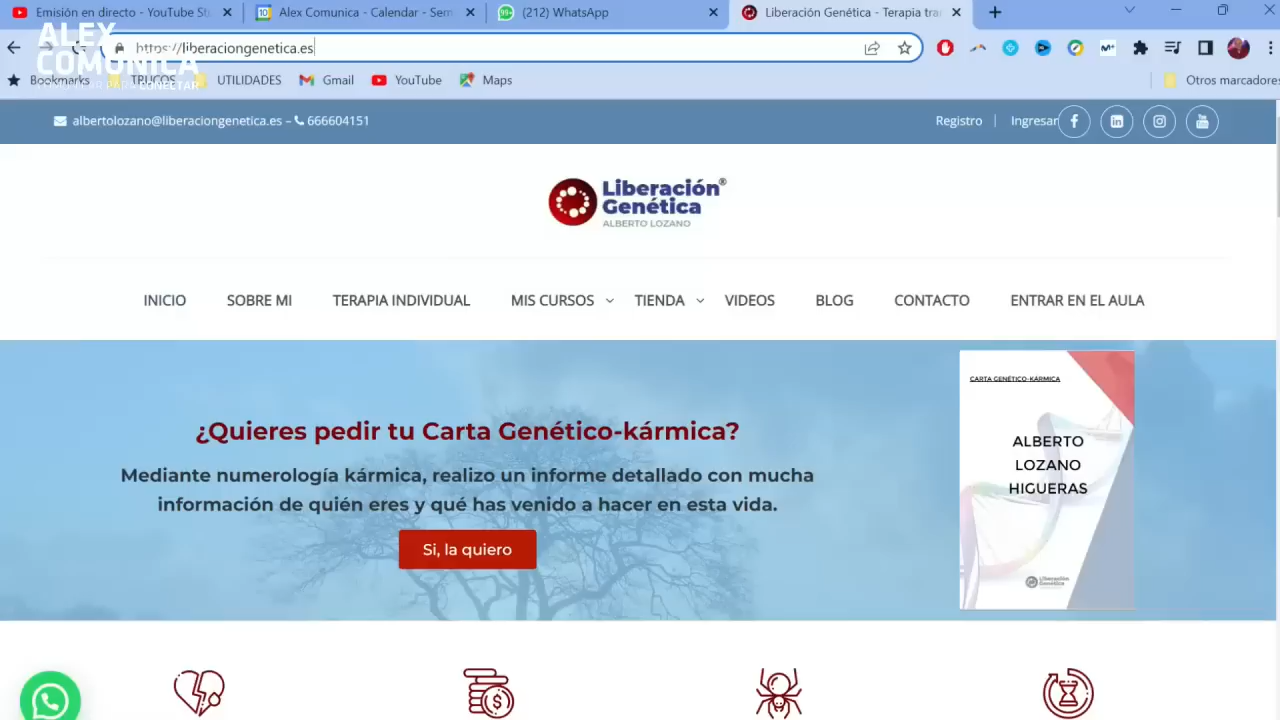 Emisión en directo - YouTube St
Alex Comunica - Calendar - Sem
(212) WhatsApp
Liberación Genética - Terapia tra
ALEX
COMUNICA
CONECTAR
https://liberaciongenetica.es
Bookmarks
TRUCOS
UTILIDADES
Gmail
YouTube
Maps
Otros marcadores
albertolozano@liberaciongenetica.es – 666604151
Registro | Ingresar
Liberación®
Genética
ALBERTO LOZANO
INICIO
SOBRE MI
TERAPIA INDIVIDUAL
MIS CURSOS
TIENDA
VIDEOS
BLOG
CONTACTO
ENTRAR EN EL AULA
¿Quieres pedir tu Carta Genético-kármica?
Mediante numerología kármica, realizo un informe detallado con mucha
información de quién eres y qué has venido a hacer en esta vida.
Si, la quiero
CARTA GENÉTICO-KÁRMICA
ALBERTO
LOZANO
HIGUERAS
Liberación
Genética